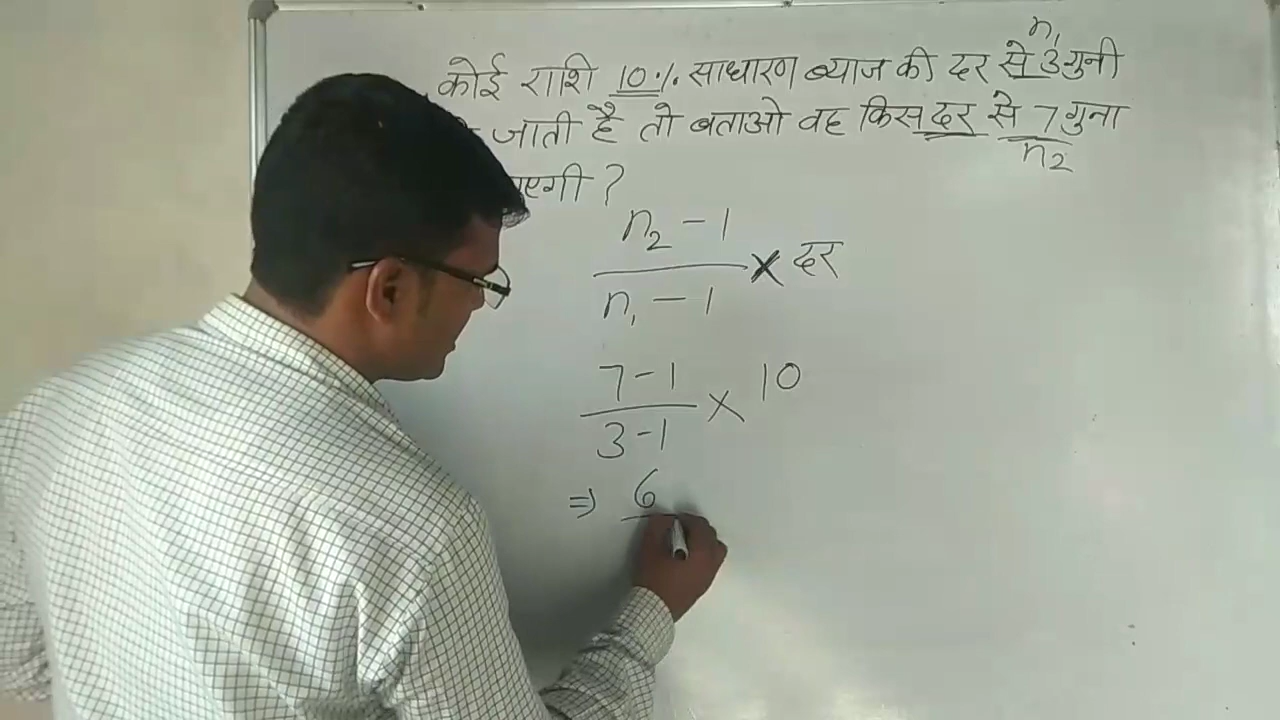 n₁
कोई राशि 10% साधारण ब्याज की दर से 3 गुनी
जाती है तो बताओ वह किस दर से 7 गुना
n₂
?
n₂ - 1
n₁ - 1
× दर
7 - 1
3 - 1
× 10
⇒ 6